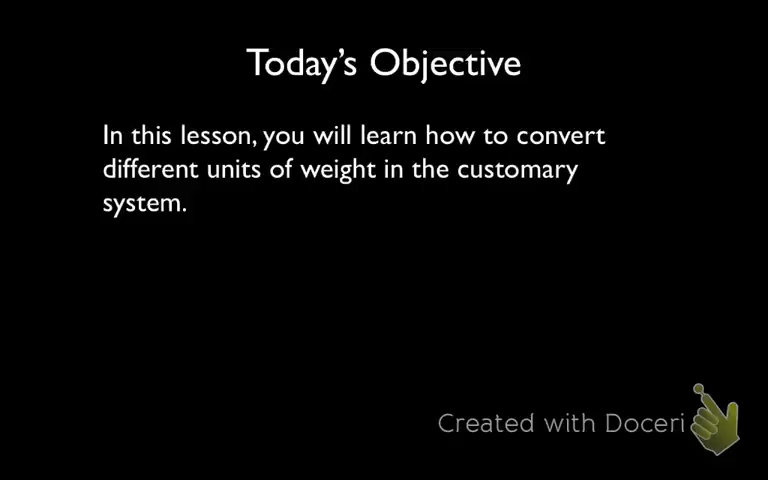 Today's Objective
In this lesson, you will learn how to convert
different units of weight in the customary
system.
Created with Doceri